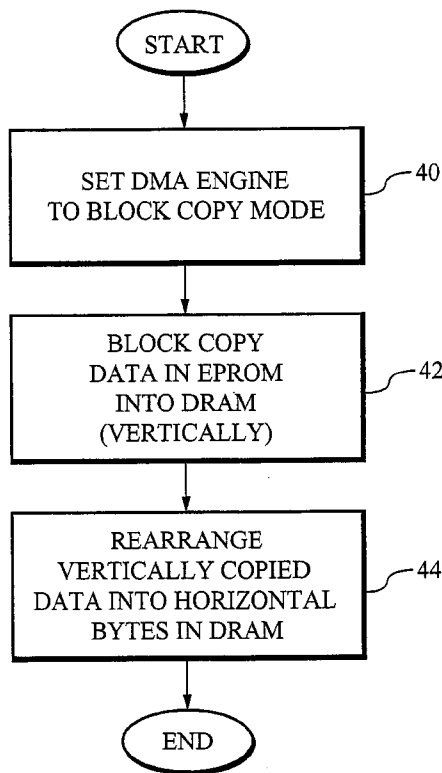 START
SET DMA ENGINE
TO BLOCK COPY MODE
40
BLOCK COPY
DATA IN EPROM
INTO DRAM
(VERTICALLY)
42
REARRANGE
VERTICALLY COPIED
DATA INTO HORIZONTAL
BYTES IN DRAM
44
END